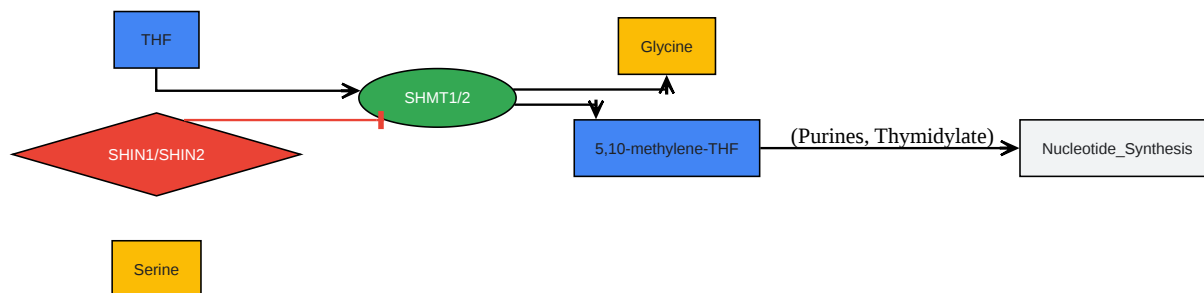 THF
Glycine
SHMT1/2
SHIN1/SHIN2
5,10-methylene-THF
(Purines, Thymidylate)
Nucleotide_Synthesis
Serine